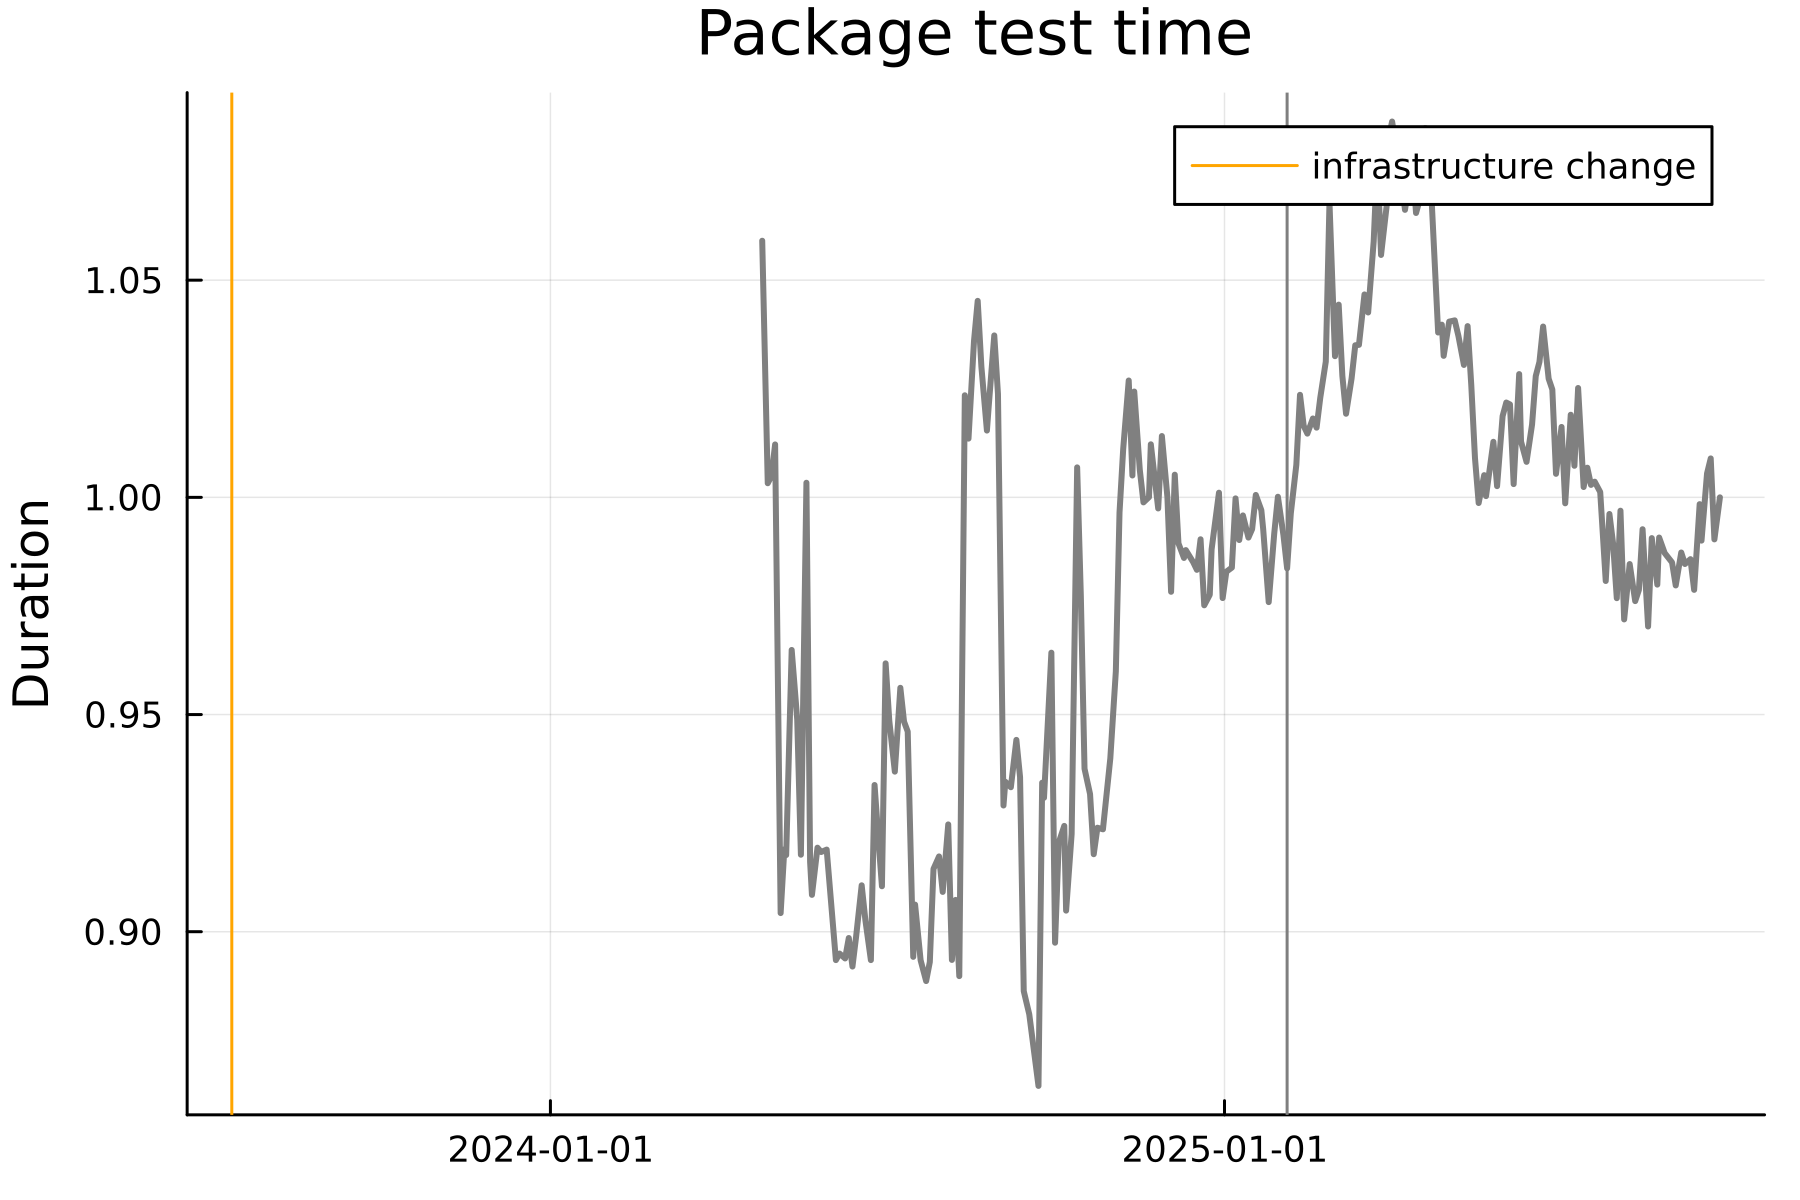 Package test time
infrastructure change
Duration
1.05
1.00
0.95
0.90
2024-01-01
2025-01-01